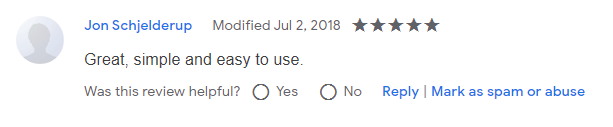 Jon Schjelderup Modified Jul 2, 2018
Great, simple and easy to use.
Was this review helpful? Yes No Reply | Mark as spam or abuse